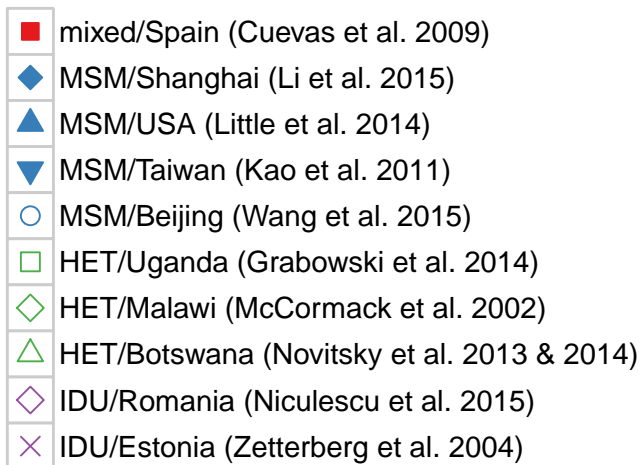 mixed/Spain (Cuevas et al. 2009)
MSM/Shanghai (Li et al. 2015)
MSM/USA (Little et al. 2014)
MSM/Taiwan (Kao et al. 2011)
MSM/Beijing (Wang et al. 2015)
HET/Uganda (Grabowski et al. 2014)
HET/Malawi (McCormack et al. 2002)
HET/Botswana (Novitsky et al. 2013 & 2014)
IDU/Romania (Niculescu et al. 2015)
IDU/Estonia (Zetterberg et al. 2004)